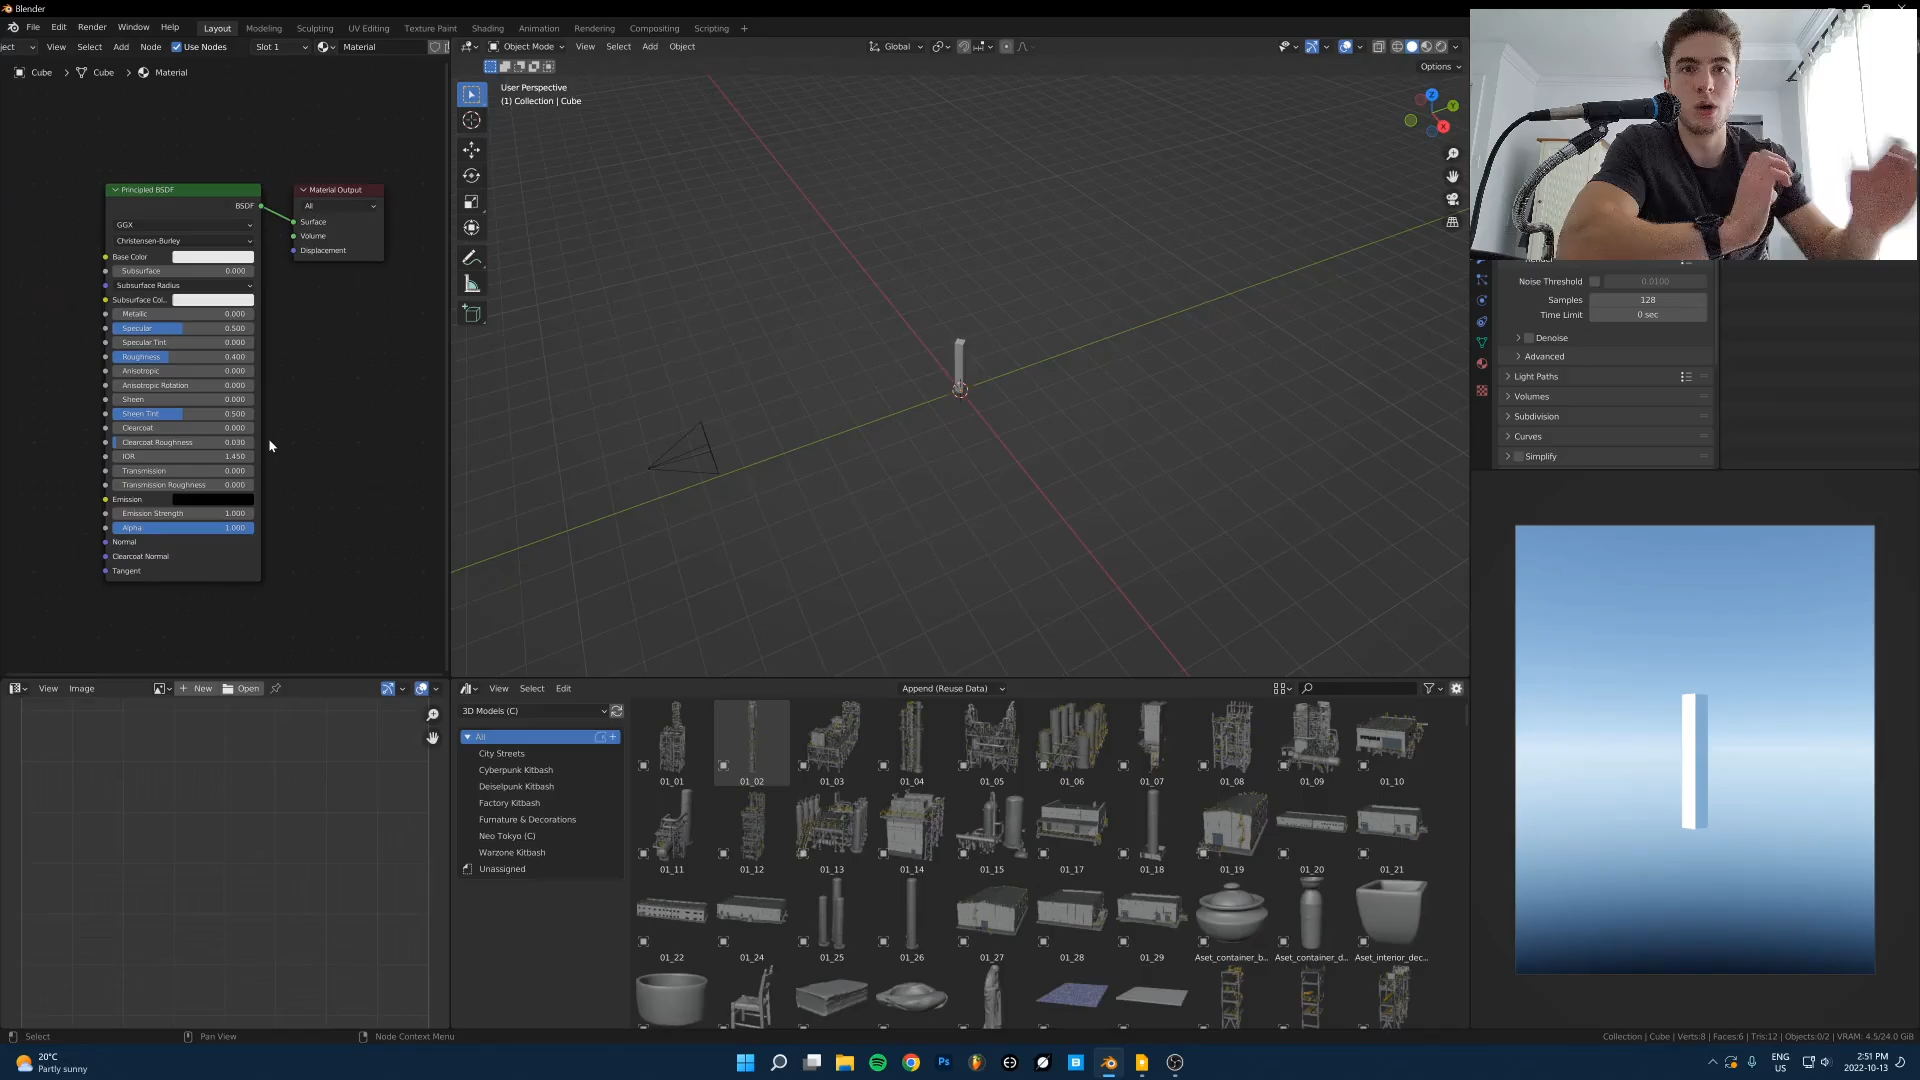 Blender
File Edit Render Window Help Layout Modeling Sculpting UV Editing Texture Paint Shading Animation Rendering Compositing Scripting +
ject View Select Add Node Use Nodes Slot 1 Material
Object Mode View Select Add Object Global
Options
Cube > Cube > Material
User Perspective
(1) Collection | Cube
Principled BSDF
BSDF
GGX
Christensen-Burley
Base Color
Subsurface 0.000
Subsurface Radius
Subsurface Col..
Metallic 0.000
Specular 0.500
Specular Tint 0.000
Roughness 0.400
Anisotropic 0.000
Anisotropic Rotation 0.000
Sheen 0.000
Sheen Tint 0.500
Clearcoat 0.000
Clearcoat Roughness 0.030
IOR 1.450
Transmission 0.000
Transmission Roughness 0.000
Emission
Emission Strength 1.000
Alpha 1.000
Normal
Clearcoat Normal
Tangent
Material Output
All
Surface
Volume
Displacement
Z
Y
X
Noise Threshold 0.0100
Samples 128
Time Limit 0 sec
Denoise
Advanced
Light Paths
Volumes
Subdivision
Curves
Simplify
View Image + New Open
View Select Edit Append (Reuse Data)
3D Models (C)
All
City Streets
Cyberpunk Kitbash
Deiselpunk Kitbash
Factory Kitbash
Furnature & Decorations
Neo Tokyo (C)
Warzone Kitbash
Unassigned
01_01 01_02 01_03 01_04 01_05 01_06 01_07 01_08 01_09 01_10
01_11 01_12 01_13 01_14 01_15 01_17 01_18 01_19 01_20 01_21
01_22 01_24 01_25 01_26 01_27 01_28 01_29 Aset_container_b... Aset_container_d... Aset_interior_dec...
Select Pan View Node Context Menu
Collection | Cube | Verts:8 | Faces:6 | Tris:12 | Objects:0/2 | VRAM: 4.5/24.0 GiB
20°C
Partly sunny
Ps
B
ENG
US
2:51 PM
2022-10-13